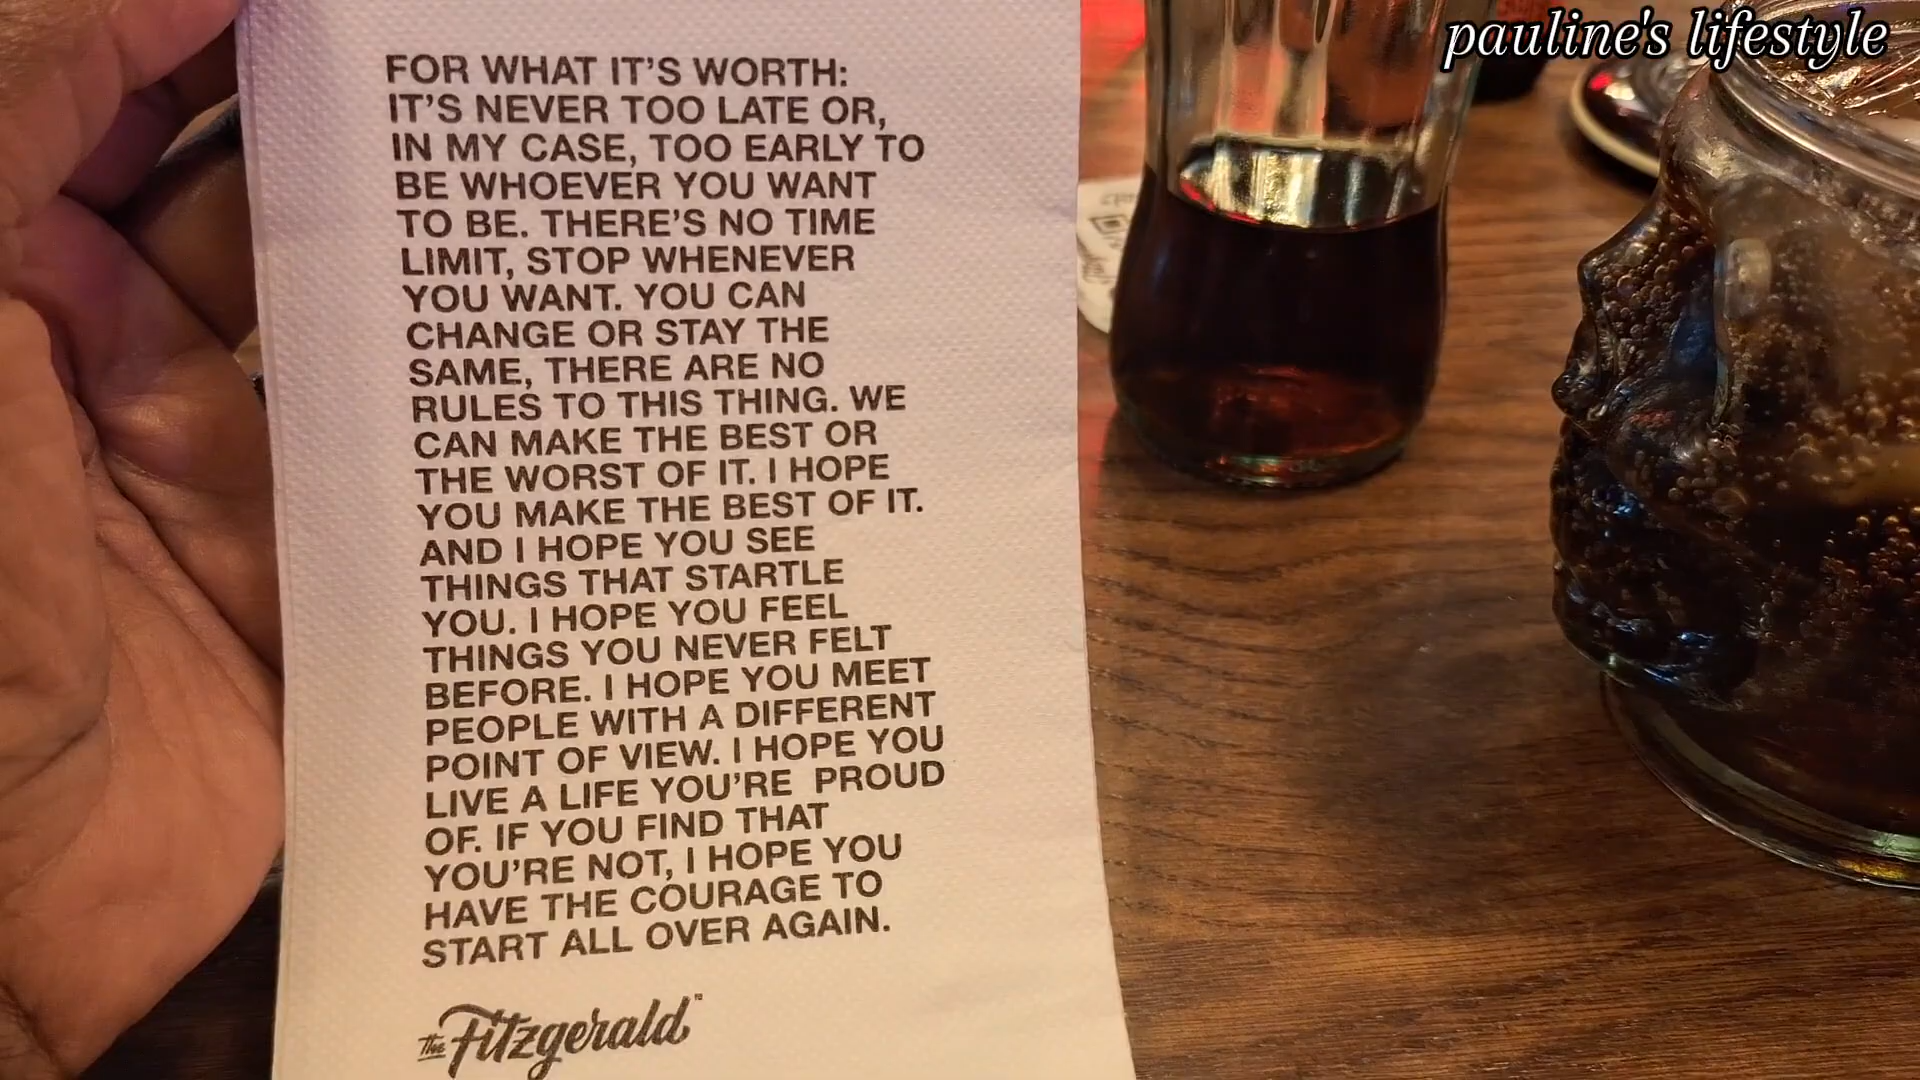 pauline's lifestyle
FOR WHAT IT'S WORTH:
IT'S NEVER TOO LATE OR,
IN MY CASE, TOO EARLY TO
BE WHOEVER YOU WANT
TO BE. THERE'S NO TIME
LIMIT, STOP WHENEVER
YOU WANT. YOU CAN
CHANGE OR STAY THE
SAME, THERE ARE NO
RULES TO THIS THING. WE
CAN MAKE THE BEST OR
THE WORST OF IT. I HOPE
YOU MAKE THE BEST OF IT.
AND I HOPE YOU SEE
THINGS THAT STARTLE
YOU. I HOPE YOU FEEL
THINGS YOU NEVER FELT
BEFORE. I HOPE YOU MEET
PEOPLE WITH A DIFFERENT
POINT OF VIEW. I HOPE YOU
LIVE A LIFE YOU'RE PROUD
OF. IF YOU FIND THAT
YOU'RE NOT, I HOPE YOU
HAVE THE COURAGE TO
START ALL OVER AGAIN.
the Fitzgerald